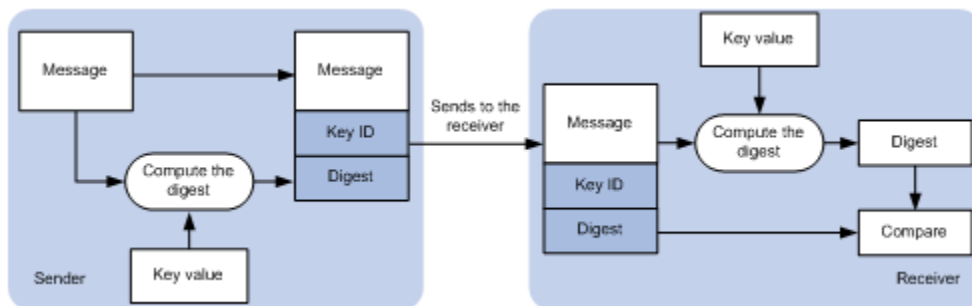 Message
Message
Key ID
Digest
Compute the
digest
Key value
Sender
Sends to the
receiver
Key value
Message
Key ID
Digest
Compute the
digest
Digest
Compare
Receiver